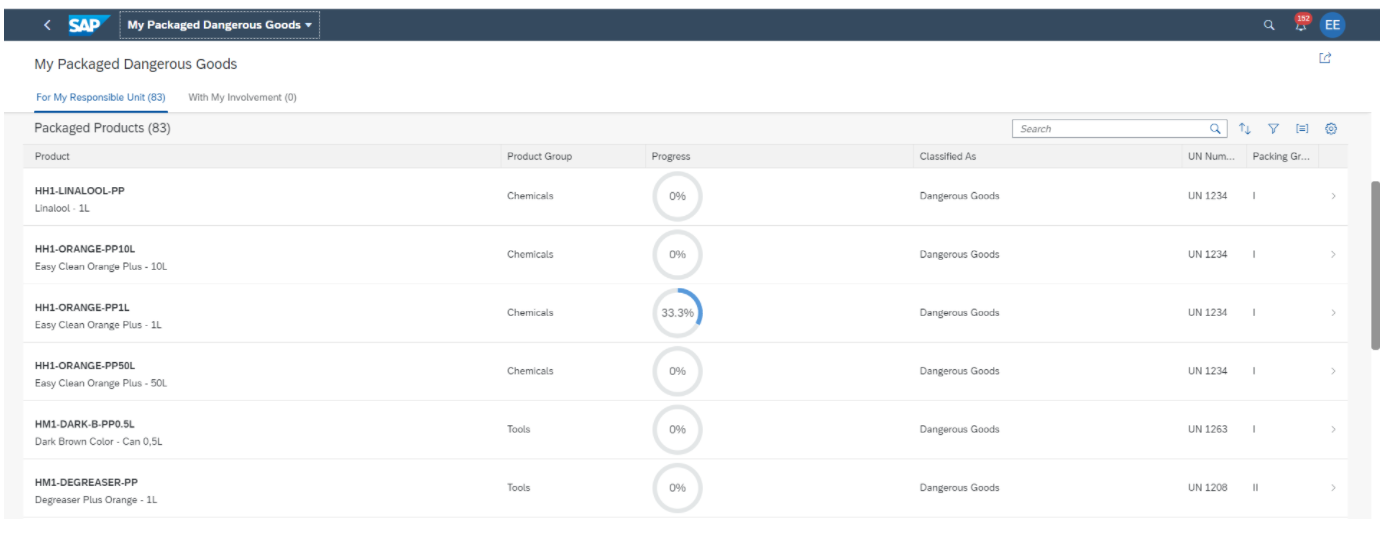 SAP My Packaged Dangerous Goods 152 EE
My Packaged Dangerous Goods
For My Responsible Unit (83) With My Involvement (0)
Packaged Products (83) Search
Product Product Group Progress Classified As UN Num... Packing Gr...
HH1-LINALOOL-PP
Linalool - 1L
Chemicals 0% Dangerous Goods UN 1234 I
HH1-ORANGE-PP10L
Easy Clean Orange Plus - 10L
Chemicals 0% Dangerous Goods UN 1234 I
HH1-ORANGE-PP1L
Easy Clean Orange Plus - 1L
Chemicals 33.3% Dangerous Goods UN 1234 I
HH1-ORANGE-PP50L
Easy Clean Orange Plus - 50L
Chemicals 0% Dangerous Goods UN 1234 I
HM1-DARK-B-PP0.5L
Dark Brown Color - Can 0,5L
Tools 0% Dangerous Goods UN 1263 I
HM1-DEGREASER-PP
Degreaser Plus Orange - 1L
Tools 0% Dangerous Goods UN 1208 II